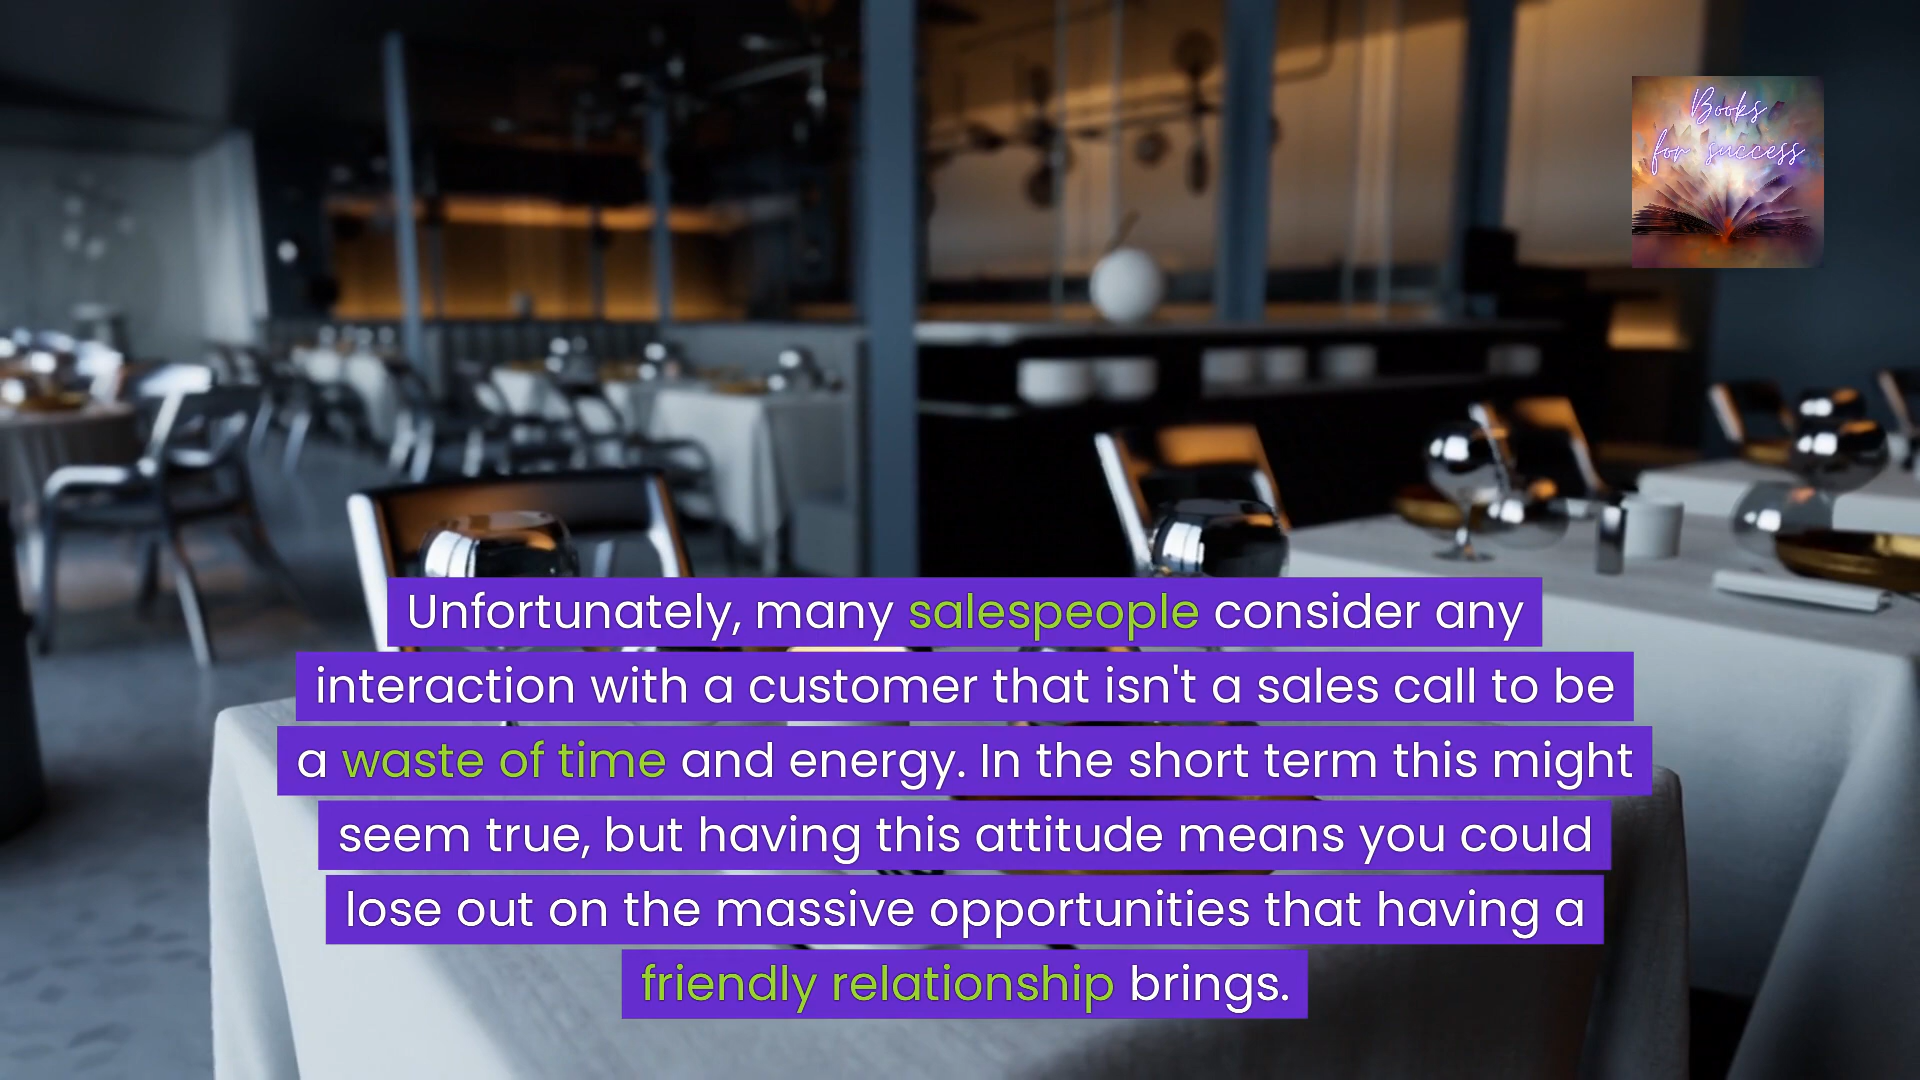 Books
for success
Unfortunately, many salespeople consider any
interaction with a customer that isn't a sales call to be
a waste of time and energy. In the short term this might
seem true, but having this attitude means you could
lose out on the massive opportunities that having a
friendly relationship brings.